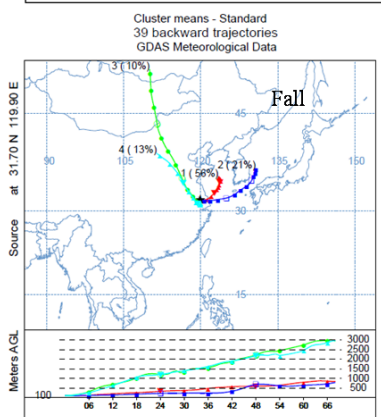 Cluster means - Standard
39 backward trajectories
GDAS Meteorological Data
3 ( 10%)
Fall
45
4 ( 13%)
105
120
135
150
1 ( 56%)
2 ( 21%)
30
15
Source at 31.70 N 119.90 E
Meters AGL
3000
2500
2000
1500
1000
500
100
06 12 18 24 30 36 42 48 54 60 66